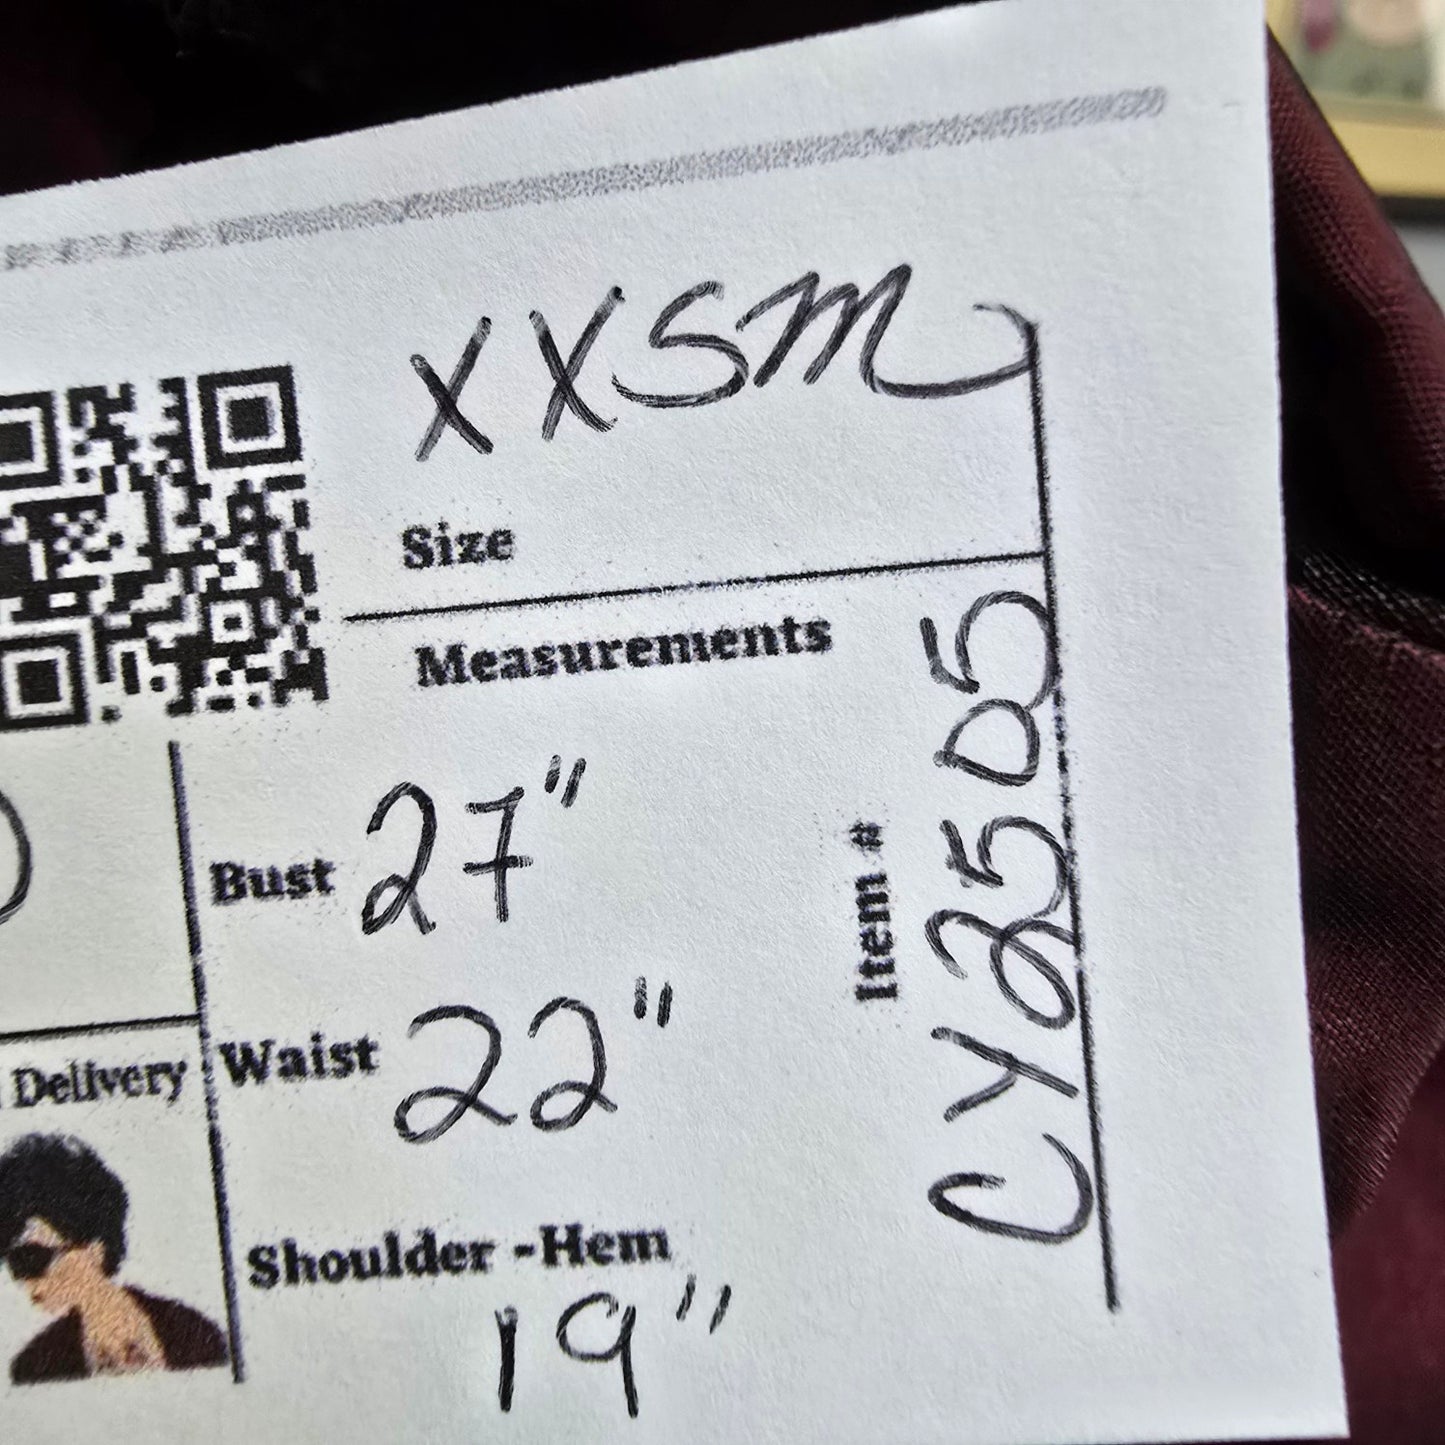 XXSm
Size
Measurements
Bust 27"
Waist 22"
Shoulder -Hem
19"
Item #
CY2505
Delivery